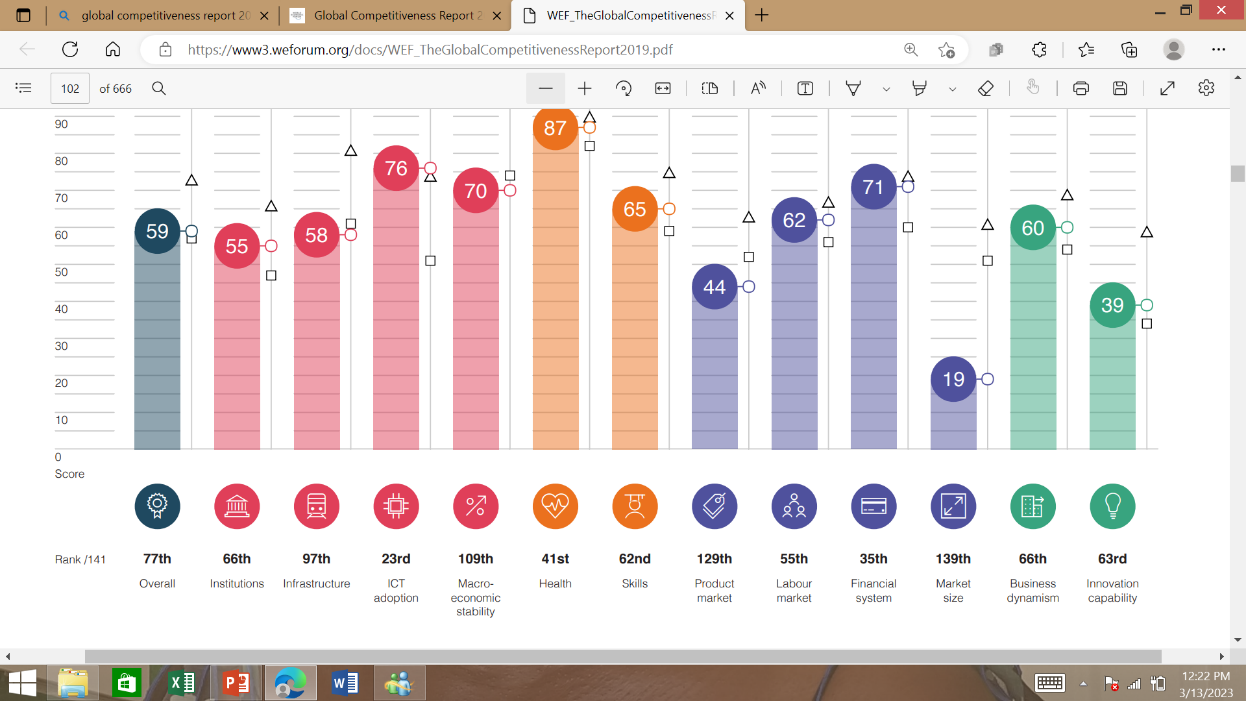 global competitiveness report 20
Global Competitiveness Report 2
WEF_TheGlobalCompetitivenessR
https://www3.weforum.org/docs/WEF_TheGlobalCompetitivenessReport2019.pdf
102 of 666
90
80
70
60
50
40
30
20
10
0
Score
59 55 58 76 70 87 65 44 62 71 19 60 39
Rank /141 77th 66th 97th 23rd 109th 41st 62nd 129th 55th 35th 139th 66th 63rd
Overall Institutions Infrastructure ICT Macro- Health Skills Product Labour Financial Market Business Innovation
adoption economic market market system size dynamism capability
stability
12:22 PM
3/13/2023